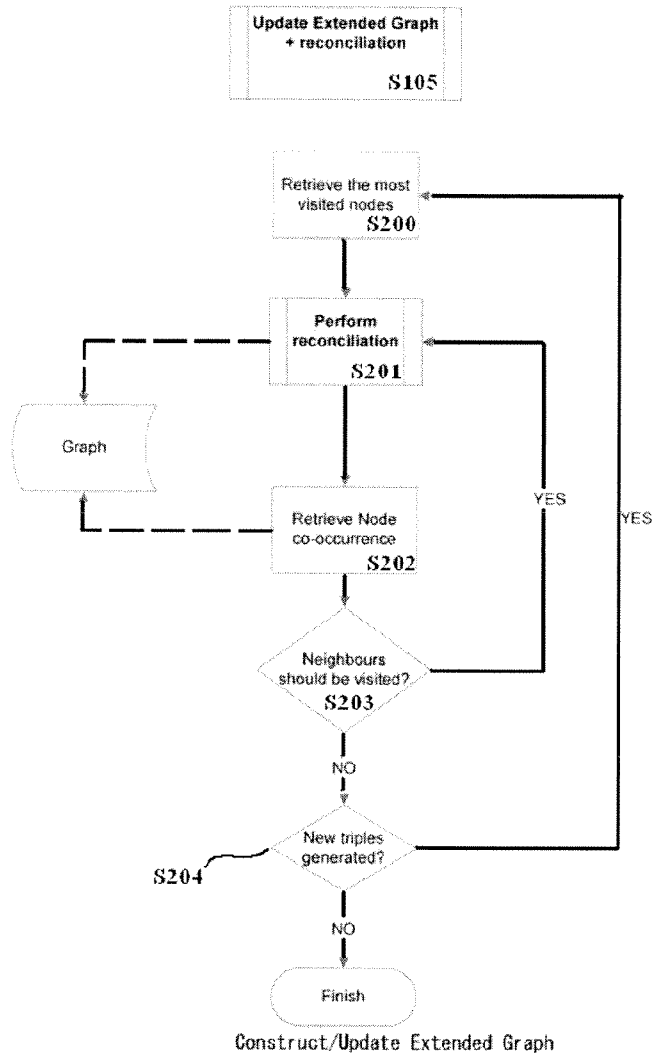 Update Extended Graph
+ reconciliation
S105
Retrieve the most
visited nodes
S200
Perform
reconciliation
S201
Graph
YES
YES
Retrieve Node
co-occurrence
S202
Neighbours
should be visited?
S203
NO
New triples
generated?
S204
NO
Finish
Construct/Update Extended Graph